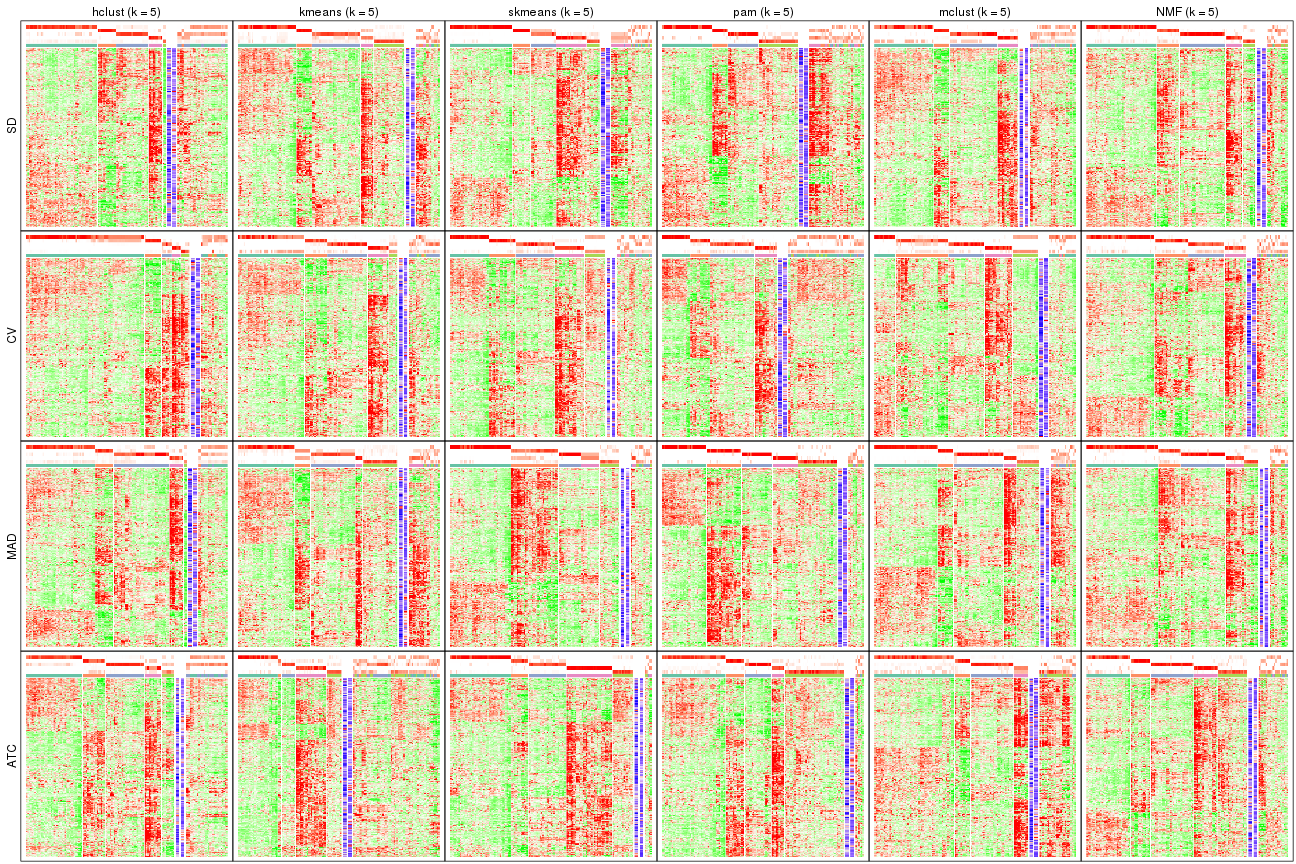 hclust (k = 5) kmeans (k = 5) skmeans (k = 5) pam (k = 5) mclust (k = 5) NMF (k = 5)
SD
CV
MAD
ATC